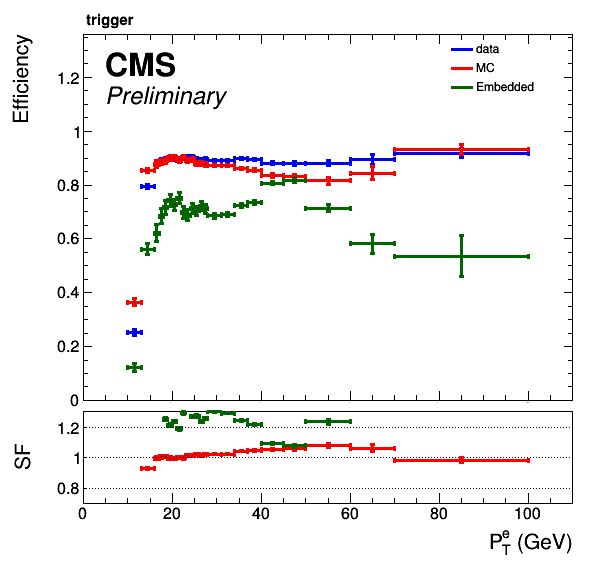 trigger
Efficiency
CMS
Preliminary
data
MC
Embedded
1.2
1
0.8
0.6
0.4
0.2
0
SF
1.2
1
0.8
0 20 40 60 80 100
P_T^e (GeV)